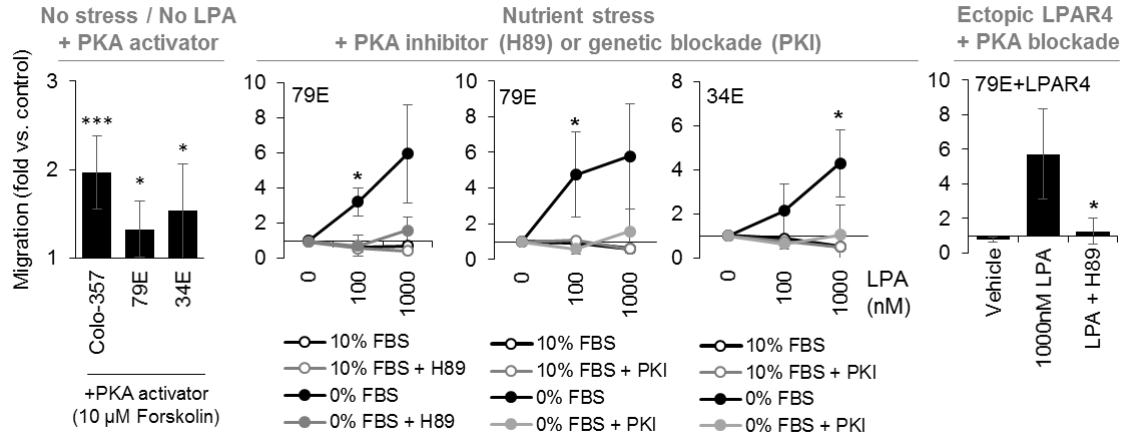 No stress / No LPA
+ PKA activator
Nutrient stress
+ PKA inhibitor (H89) or genetic blockade (PKI)
Ectopic LPAR4
+ PKA blockade
Migration (fold vs. control)
3
2
1
***
*
*
Colo-357
79E
34E
+PKA activator
(10 µM Forskolin)
10
8
6
4
2
0
79E
*
0
100
1000
10% FBS
10% FBS + H89
0% FBS
0% FBS + H89
10
8
6
4
2
0
79E
*
0
100
1000
10% FBS
10% FBS + PKI
0% FBS
0% FBS + PKI
8
6
4
2
0
34E
*
0
100
1000
LPA
(nM)
10% FBS
10% FBS + PKI
0% FBS
0% FBS + PKI
10
8
6
4
2
0
79E+LPAR4
*
Vehicle
1000nM LPA
LPA + H89